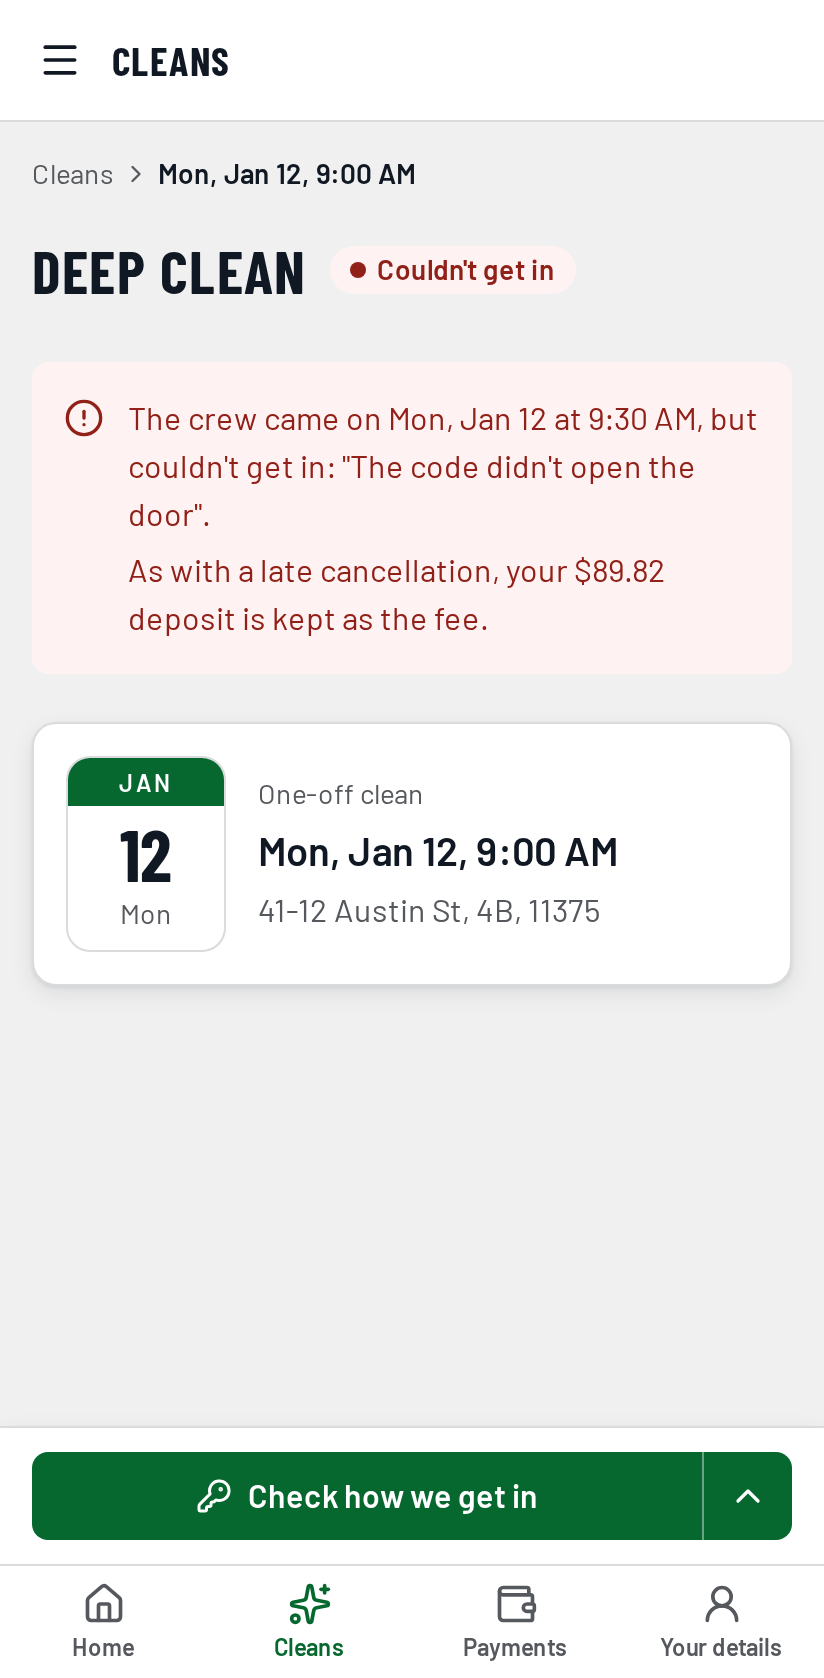 CLEANS
Cleans > Mon, Jan 12, 9:00 AM
DEEP CLEAN
Couldn't get in
The crew came on Mon, Jan 12 at 9:30 AM, but
couldn't get in: "The code didn't open the
door".
As with a late cancellation, your $89.82
deposit is kept as the fee.
JAN
12
Mon
One-off clean
Mon, Jan 12, 9:00 AM
41-12 Austin St, 4B, 11375
Check how we get in
Home
Cleans
Payments
Your details